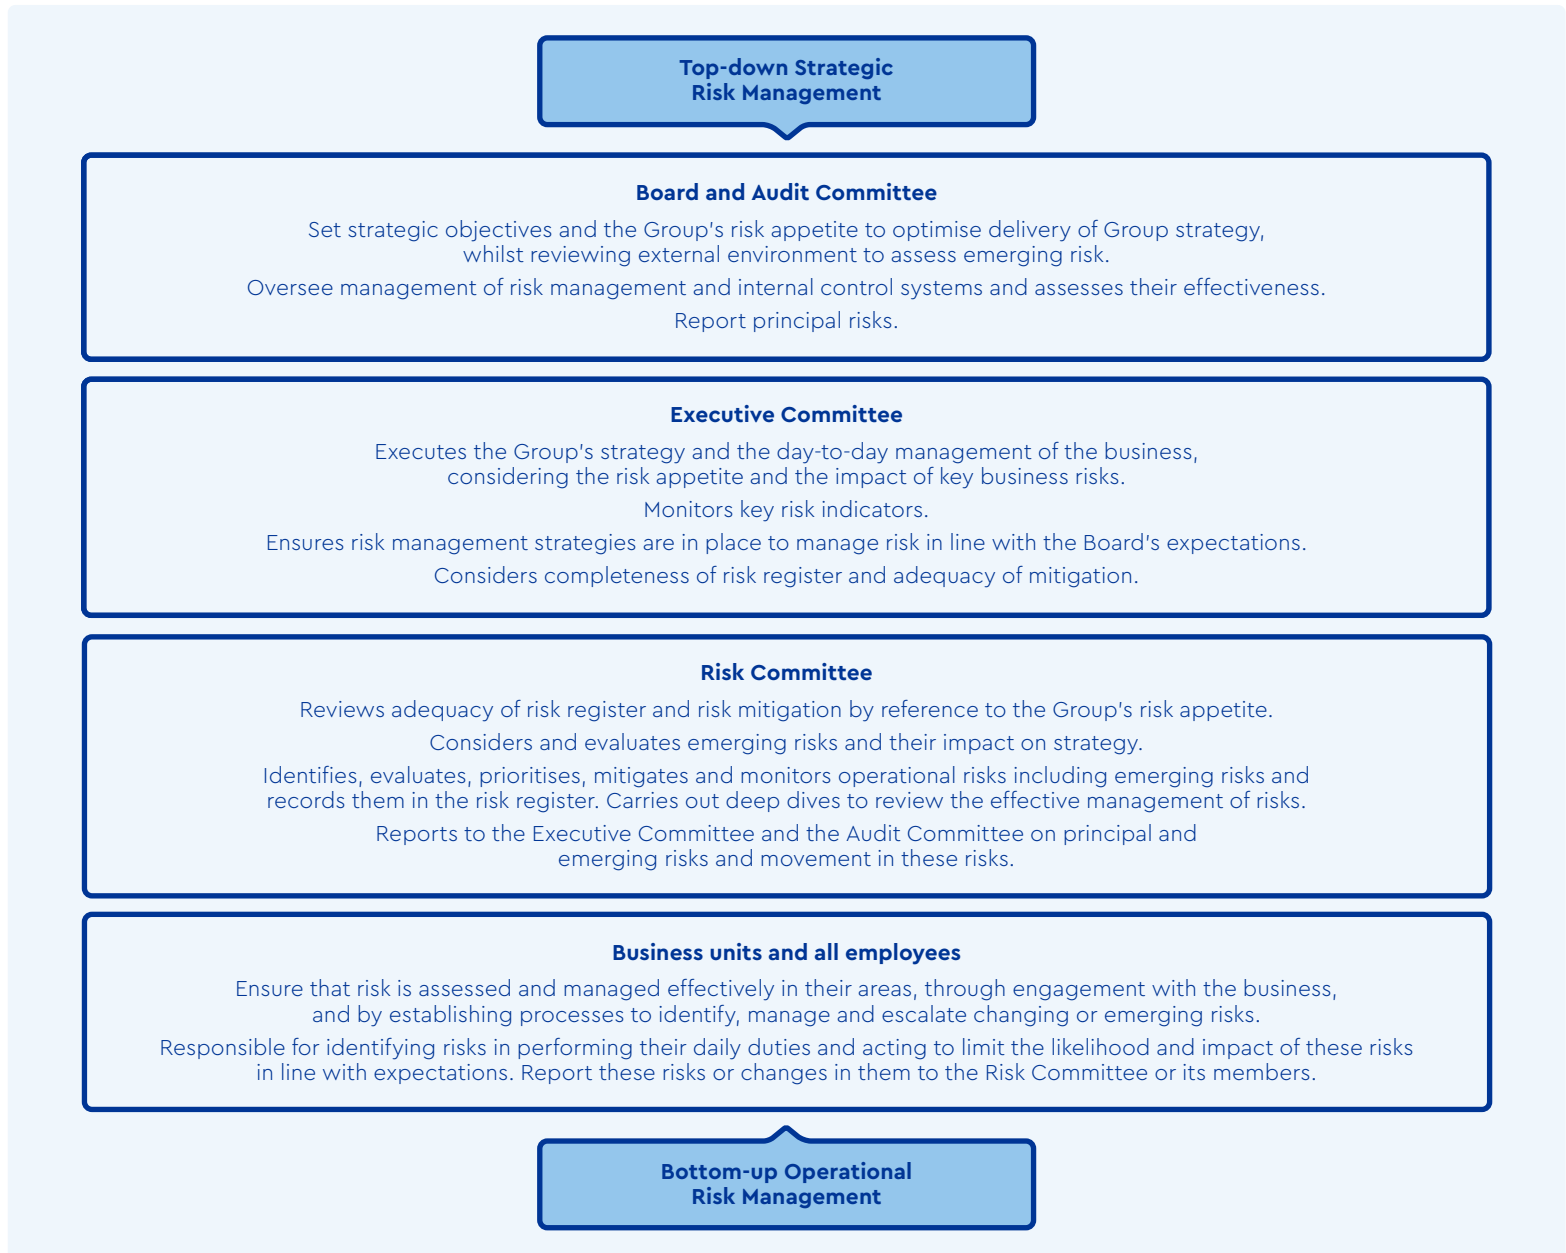 Top-down Strategic
Risk Management
Board and Audit Committee
Set strategic objectives and the Group's risk appetite to optimise delivery of Group strategy,
whilst reviewing external environment to assess emerging risk.
Oversee management of risk management and internal control systems and assesses their effectiveness.
Report principal risks.
Executive Committee
Executes the Group's strategy and the day-to-day management of the business,
considering the risk appetite and the impact of key business risks.
Monitors key risk indicators.
Ensures risk management strategies are in place to manage risk in line with the Board's expectations.
Considers completeness of risk register and adequacy of mitigation.
Risk Committee
Reviews adequacy of risk register and risk mitigation by reference to the Group's risk appetite.
Considers and evaluates emerging risks and their impact on strategy.
Identifies, evaluates, prioritises, mitigates and monitors operational risks including emerging risks and
records them in the risk register. Carries out deep dives to review the effective management of risks.
Reports to the Executive Committee and the Audit Committee on principal and
emerging risks and movement in these risks.
Business units and all employees
Ensure that risk is assessed and managed effectively in their areas, through engagement with the business,
and by establishing processes to identify, manage and escalate changing or emerging risks.
Responsible for identifying risks in performing their daily duties and acting to limit the likelihood and impact of these risks
in line with expectations. Report these risks or changes in them to the Risk Committee or its members.
Bottom-up Operational
Risk Management